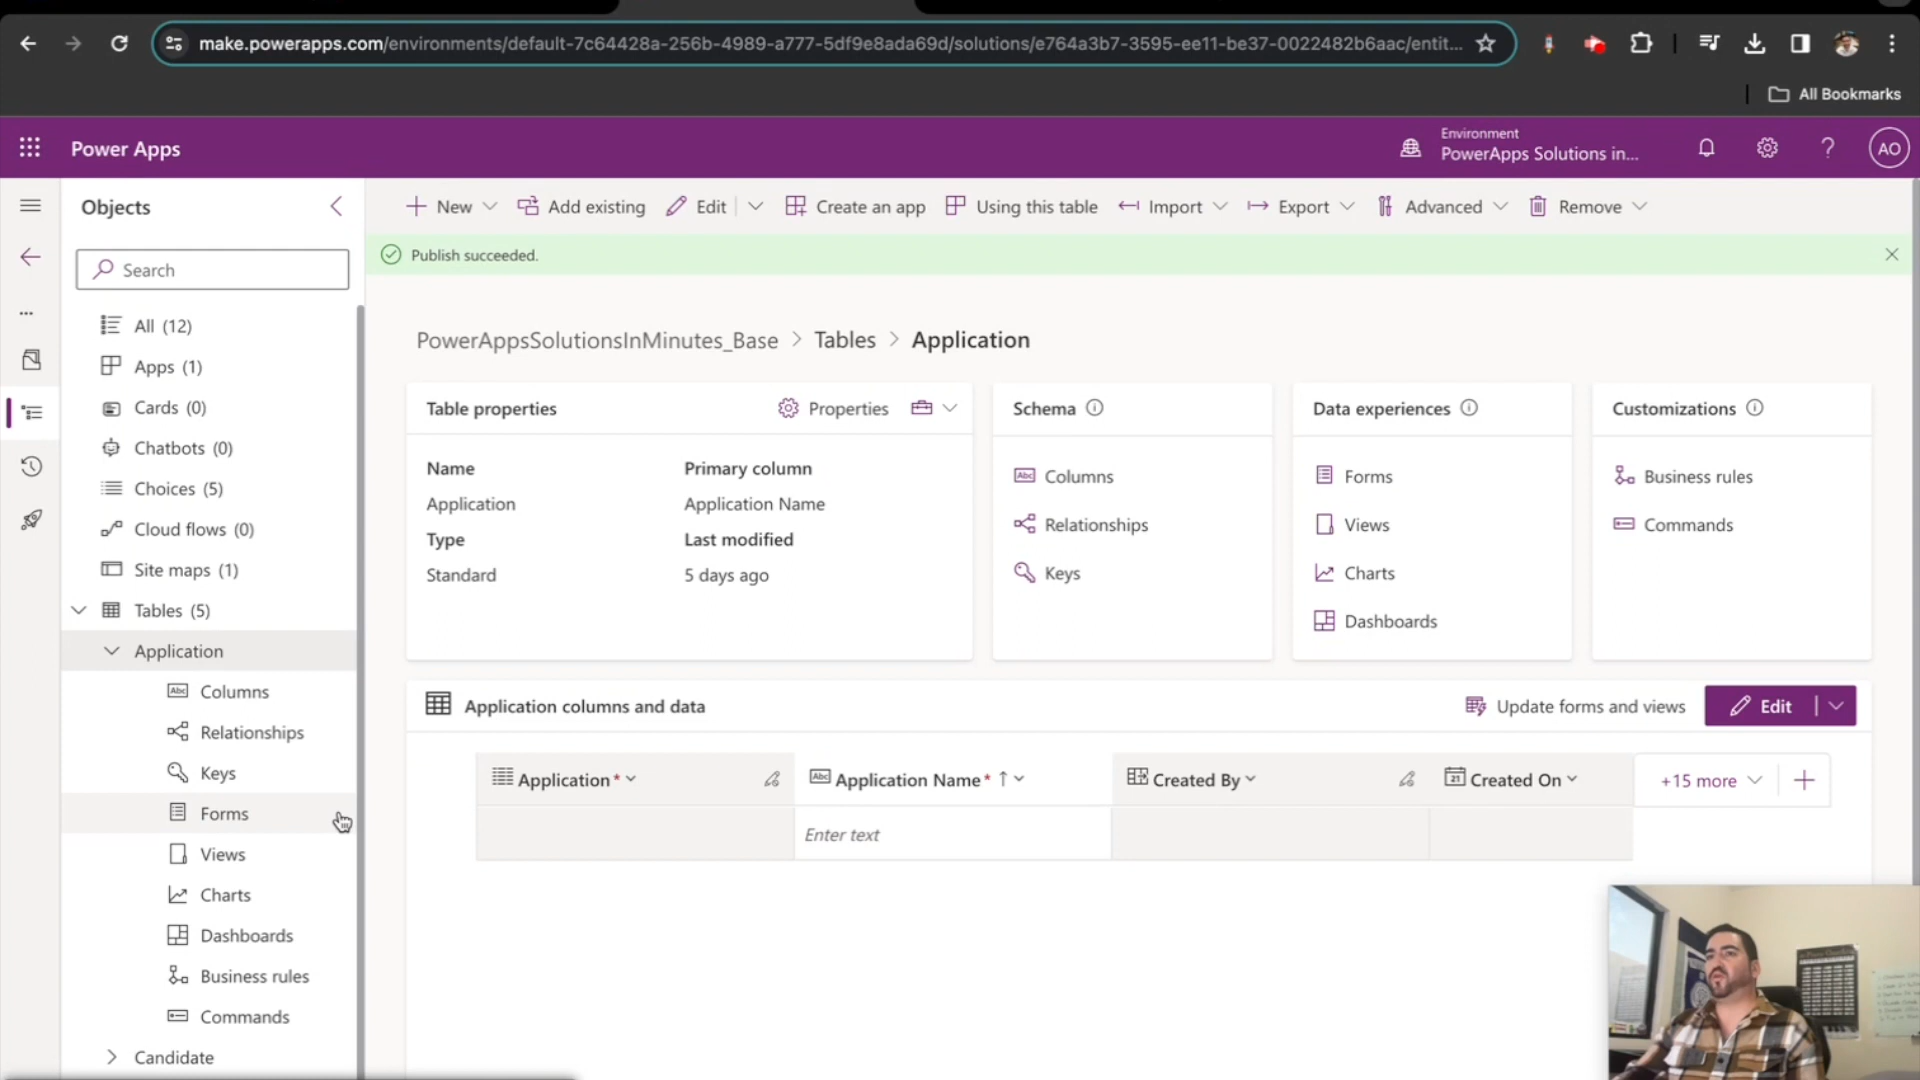 make.powerapps.com/environments/default-7c64428a-256b-4989-a777-5df9e8ada69d/solutions/e764a3b7-3595-ee11-be37-0022482b6aac/entit...
All Bookmarks
Power Apps
Environment
PowerApps Solutions in...
AO
Objects
New
Add existing
Edit
Create an app
Using this table
Import
Export
Advanced
Remove
Search
Publish succeeded.
All (12)
Apps (1)
Cards (0)
Chatbots (0)
Choices (5)
Cloud flows (0)
Site maps (1)
Tables (5)
Application
Columns
Relationships
Keys
Forms
Views
Charts
Dashboards
Business rules
Commands
Candidate
PowerAppsSolutionsInMinutes_Base > Tables > Application
Table properties
Properties
Name
Primary column
Application
Application Name
Type
Last modified
Standard
5 days ago
Schema
Columns
Relationships
Keys
Data experiences
Forms
Views
Charts
Dashboards
Customizations
Business rules
Commands
Application columns and data
Update forms and views
Edit
Application *
Abc Application Name * ↑
Created By
21 Created On
+15 more
Enter text